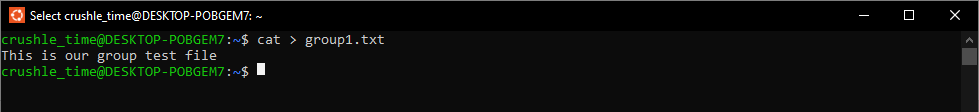 Select crushle_time@DESKTOP-POBGEM7: ~
crushle_time@DESKTOP-POBGEM7:~$ cat > group1.txt
This is our group test file
crushle_time@DESKTOP-POBGEM7:~$